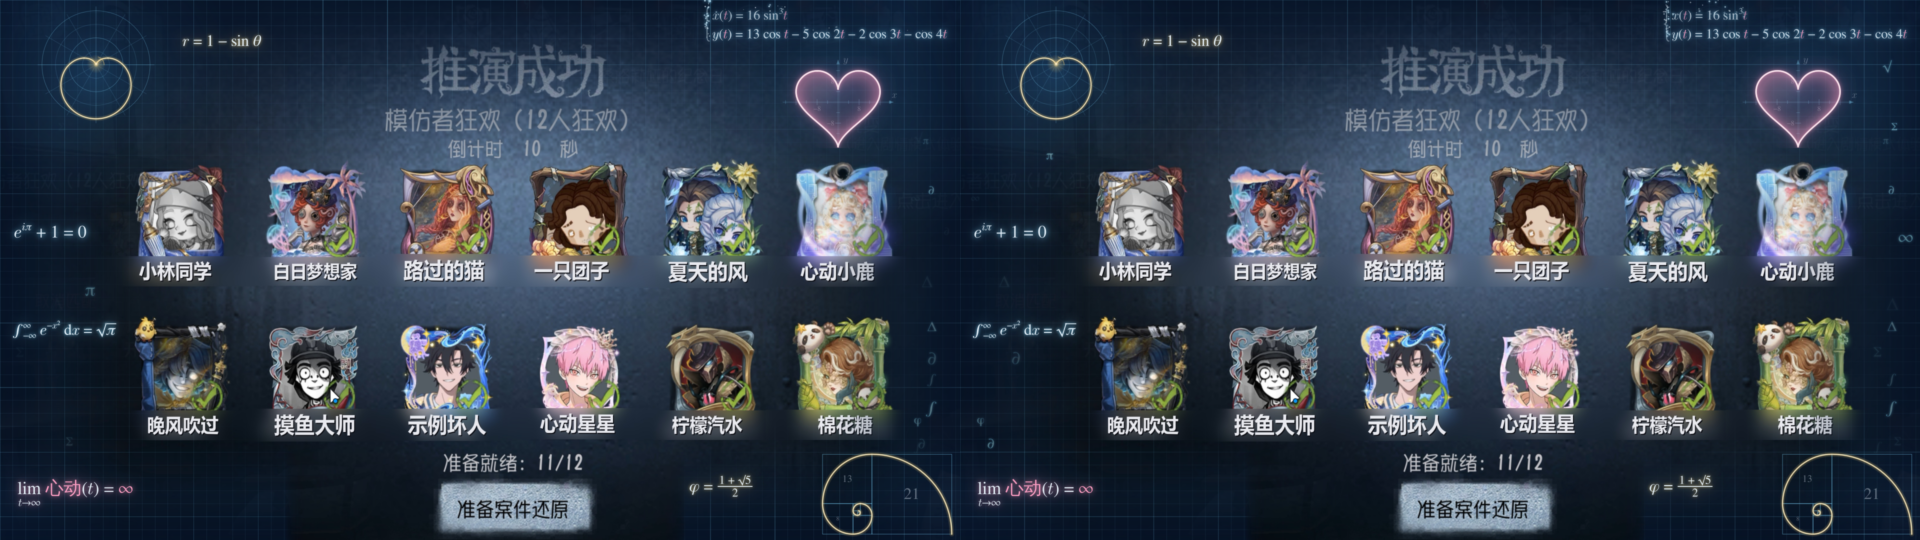 r = 1 − sin θ
x(t) = 16 sin³t
y(t) = 13 cos t − 5 cos 2t − 2 cos 3t − cos 4t
推演成功
模仿者狂欢（12人狂欢）
倒计时 10 秒
e^{iπ} + 1 = 0
小林同学 白日梦想家 路过的猫 一只团子 夏天的风 心动小鹿
π
∫_{−∞}^{∞} e^{−x²} dx = √π
晚风吹过 摸鱼大师 示例坏人 心动星星 柠檬汽水 棉花糖
准备就绪：11/12
lim_{t→∞} 心动(t) = ∞
准备案件还原
φ = (1 + √5)/2
13
21
r = 1 − sin θ
x(t) = 16 sin³t
y(t) = 13 cos t − 5 cos 2t − 2 cos 3t − cos 4t
推演成功
模仿者狂欢（12人狂欢）
倒计时 10 秒
π
e^{iπ} + 1 = 0
小林同学 白日梦想家 路过的猫 一只团子 夏天的风 心动小鹿
∫_{−∞}^{∞} e^{−x²} dx = √π
晚风吹过 摸鱼大师 示例坏人 心动星星 柠檬汽水 棉花糖
准备就绪：11/12
lim_{t→∞} 心动(t) = ∞
准备案件还原
φ = (1 + √5)/2
13
21